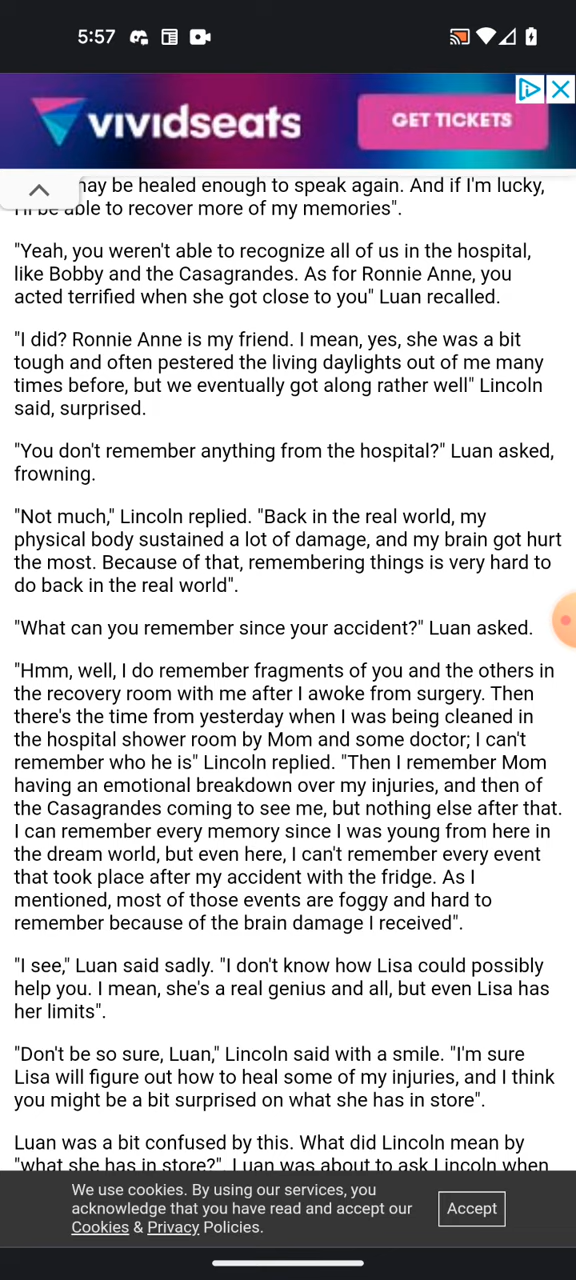 5:57
vividseats
GET TICKETS
may be healed enough to speak again. And if I'm lucky,
I'll be able to recover more of my memories".
"Yeah, you weren't able to recognize all of us in the hospital,
like Bobby and the Casagrandes. As for Ronnie Anne, you
acted terrified when she got close to you" Luan recalled.
"I did? Ronnie Anne is my friend. I mean, yes, she was a bit
tough and often pestered the living daylights out of me many
times before, but we eventually got along rather well" Lincoln
said, surprised.
"You don't remember anything from the hospital?" Luan asked,
frowning.
"Not much," Lincoln replied. "Back in the real world, my
physical body sustained a lot of damage, and my brain got hurt
the most. Because of that, remembering things is very hard to
do back in the real world".
"What can you remember since your accident?" Luan asked.
"Hmm, well, I do remember fragments of you and the others in
the recovery room with me after I awoke from surgery. Then
there's the time from yesterday when I was being cleaned in
the hospital shower room by Mom and some doctor; I can't
remember who he is" Lincoln replied. "Then I remember Mom
having an emotional breakdown over my injuries, and then of
the Casagrandes coming to see me, but nothing else after that.
I can remember every memory since I was young from here in
the dream world, but even here, I can't remember every event
that took place after my accident with the fridge. As I
mentioned, most of those events are foggy and hard to
remember because of the brain damage I received".
"I see," Luan said sadly. "I don't know how Lisa could possibly
help you. I mean, she's a real genius and all, but even Lisa has
her limits".
"Don't be so sure, Luan," Lincoln said with a smile. "I'm sure
Lisa will figure out how to heal some of my injuries, and I think
you might be a bit surprised on what she has in store".
Luan was a bit confused by this. What did Lincoln mean by
"what she has in store?". Luan was about to ask Lincoln when
We use cookies. By using our services, you
acknowledge that you have read and accept our
Cookies & Privacy Policies.
Accept